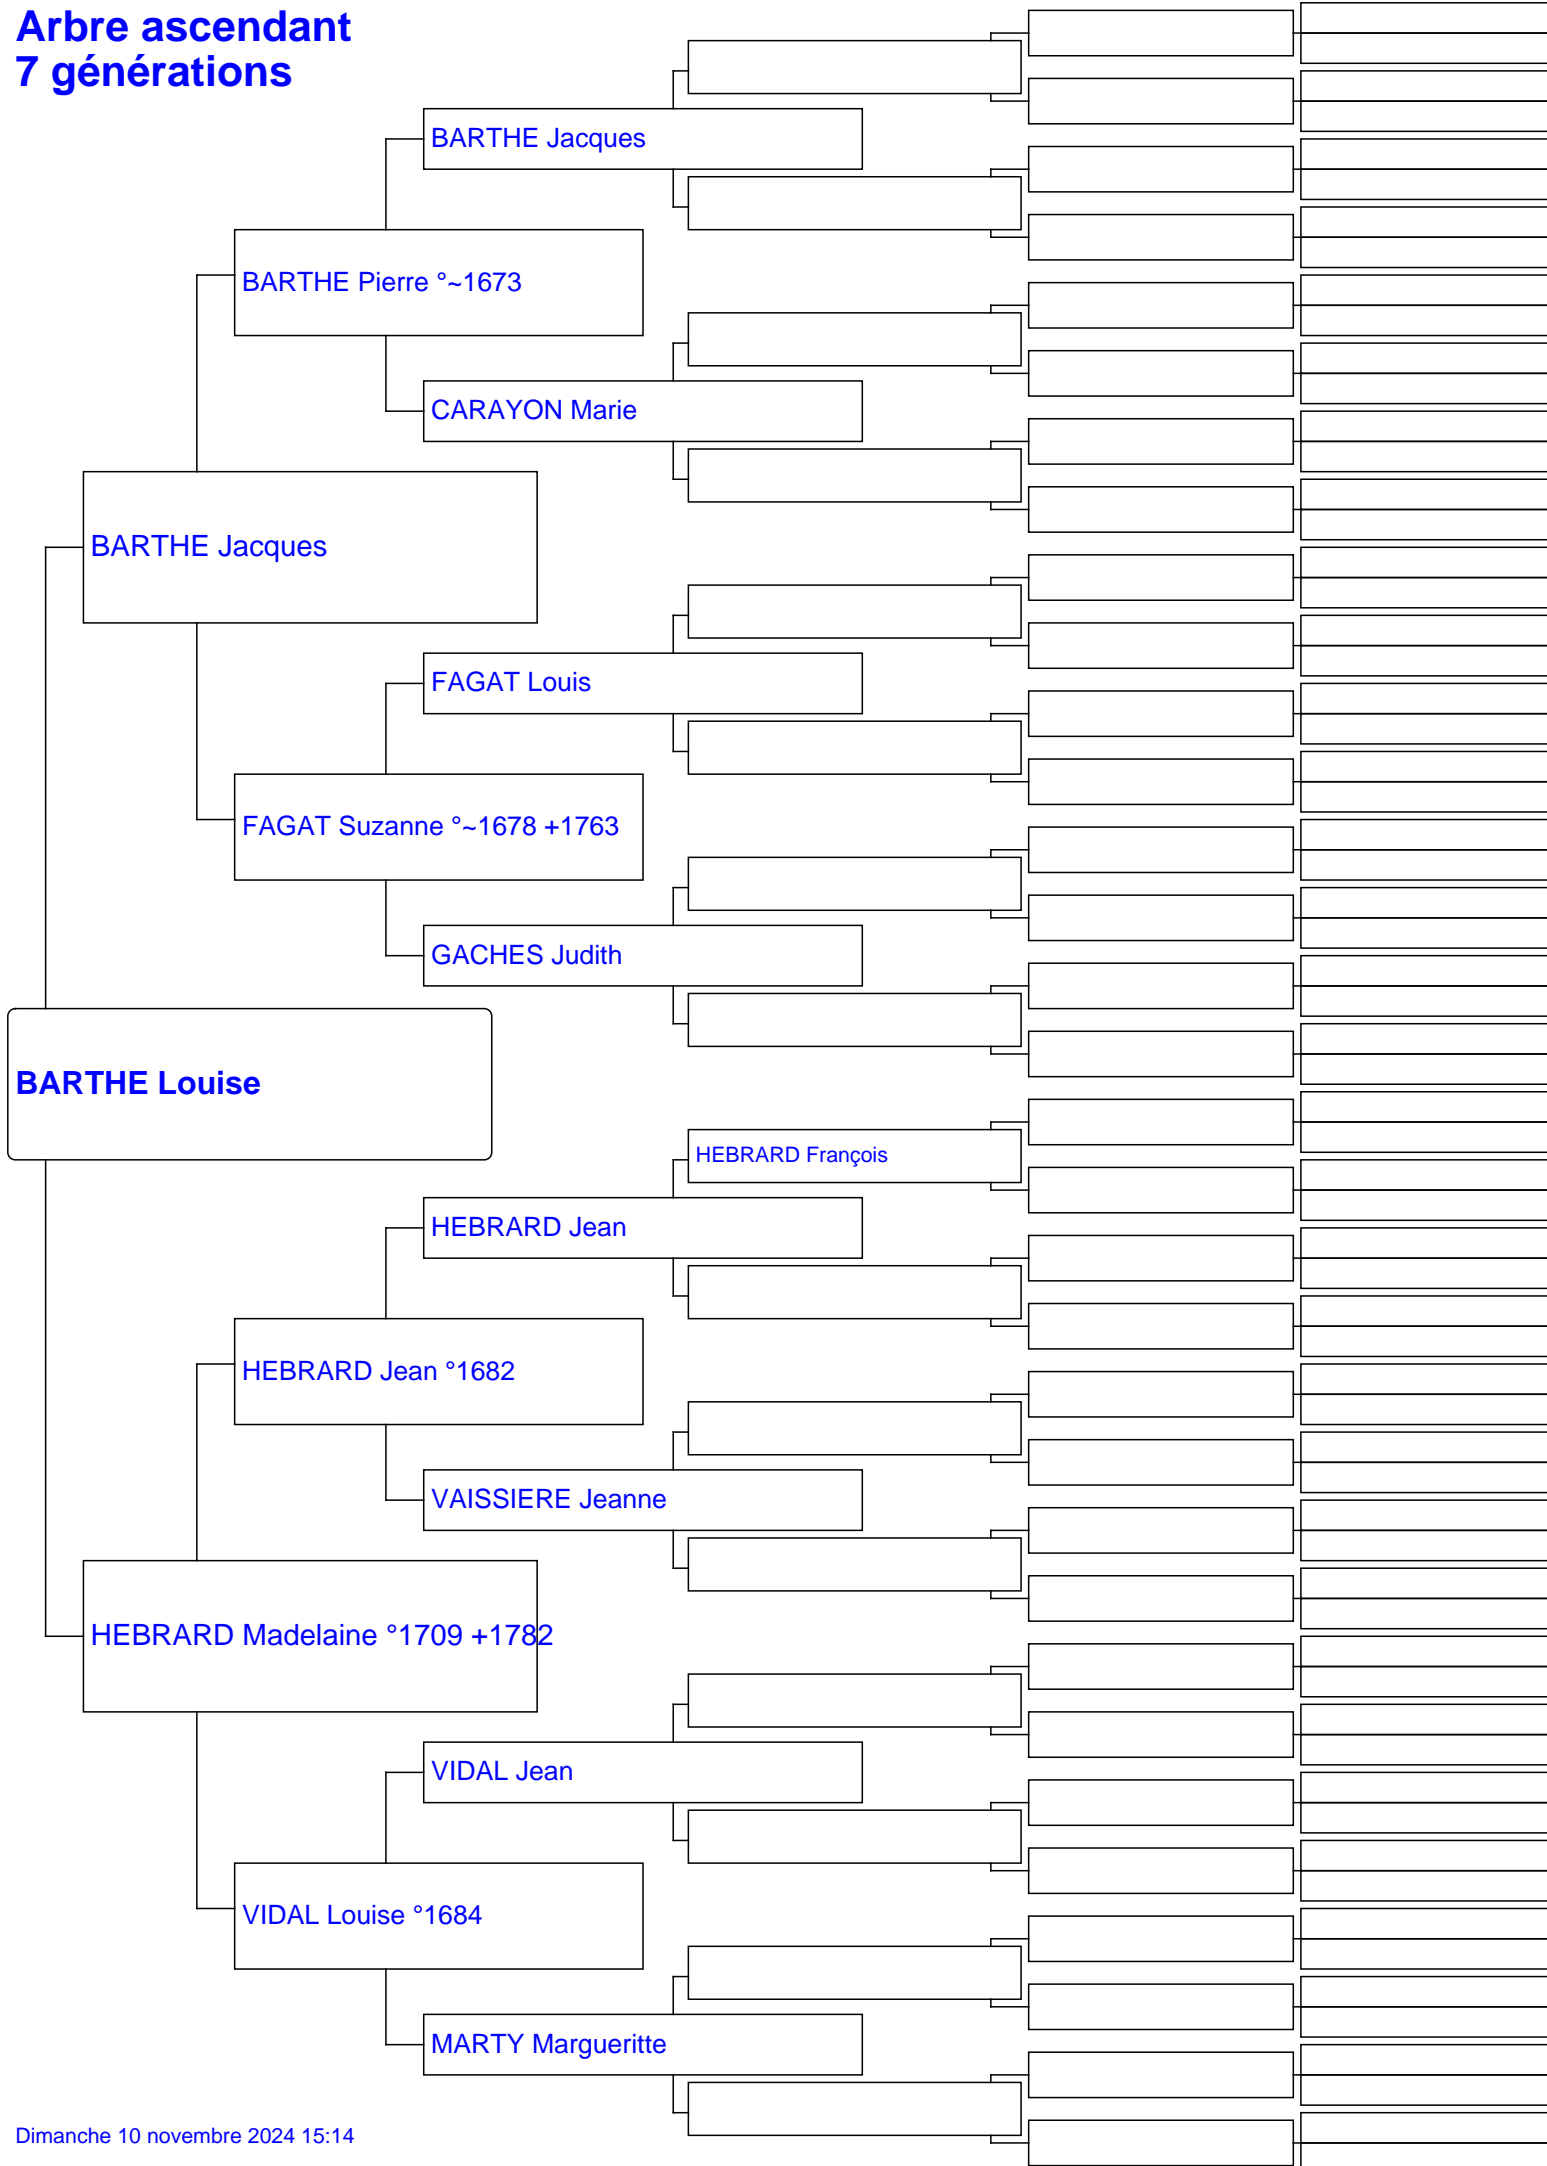 Arbre ascendant
7 générations
BARTHE Jacques
BARTHE Pierre °~1673
CARAYON Marie
BARTHE Jacques
FAGAT Louis
FAGAT Suzanne °~1678 +1763
GACHES Judith
BARTHE Louise
HEBRARD François
HEBRARD Jean
HEBRARD Jean °1682
VAISSIERE Jeanne
HEBRARD Madelaine °1709 +1782
VIDAL Jean
VIDAL Louise °1684
MARTY Margueritte
Dimanche 10 novembre 2024 15:14